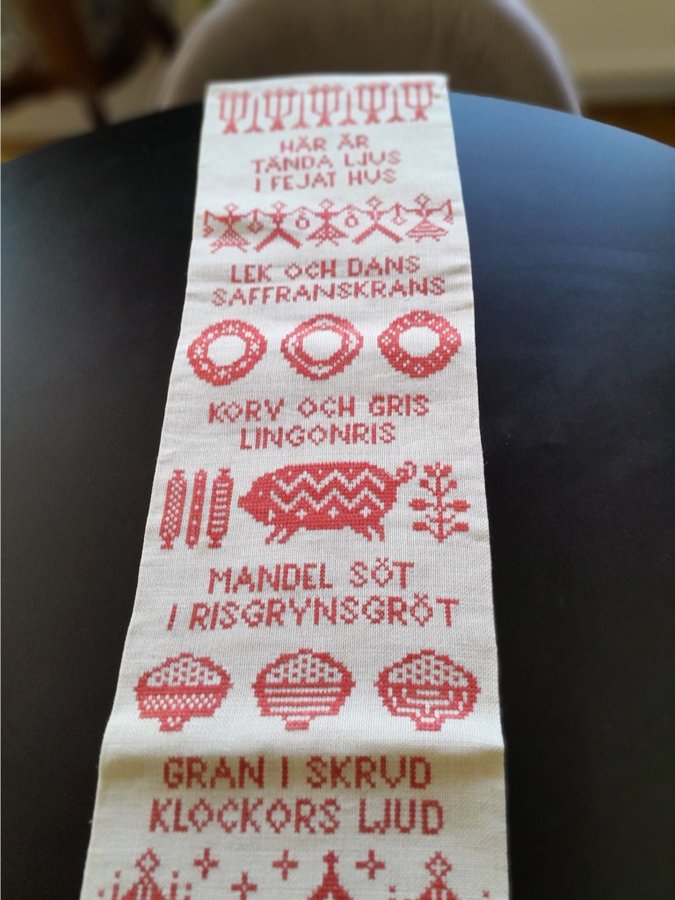 HÄR ÄR
TÄNDA LJUS
I FEJAT HUS
LEK OCH DANS
SAFFRANSKRANS
KORV OCH GRIS
LINGONRIS
MANDEL SÖT
I RISGRYNSGRÖT
GRAN I SKRUD
KLOCKORS LJUD